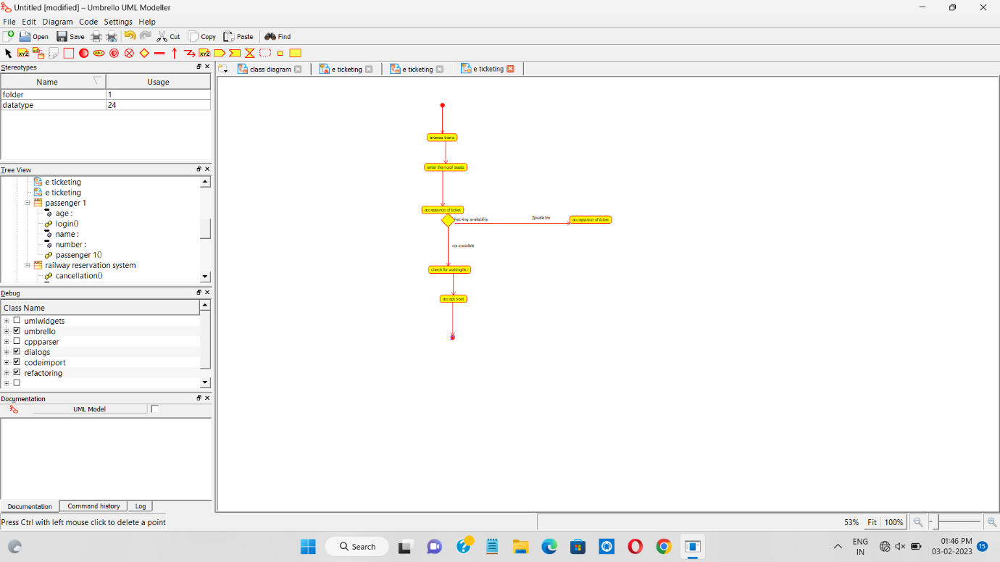 Untitled [modified] – Umbrello UML Modeller
File Edit Diagram Code Settings Help
Open Save Cut Copy Paste Find
XYZ ABC XYZ
Stereotypes
Name Usage
folder 1
datatype 24
Tree View
e ticketing
e ticketing
passenger 1
age :
login()
name :
number :
passenger 1()
railway reservation system
cancellation()
Debug
Class Name
umlwidgets
umbrello
cppparser
dialogs
codeimport
refactoring
Documentation
UML Model
Documentation Command history Log
Press Ctrl with left mouse click to delete a point
class diagram e ticketing e ticketing e ticketing
browse trains
enter the no.of seats
acceptance of ticket
checking availability
available
acceptance of ticket
not avaialble
check for waiting list
accept seat
53% Fit 100%
Search
ENG
IN
01:46 PM
03-02-2023
15